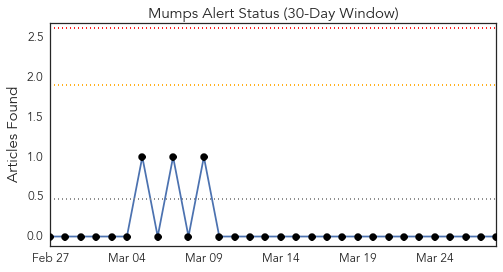 Mumps Alert Status (30-Day Window)
Articles Found
2.5
2.0
1.5
1.0
0.5
0.0
Feb 27 Mar 04 Mar 09 Mar 14 Mar 19 Mar 24